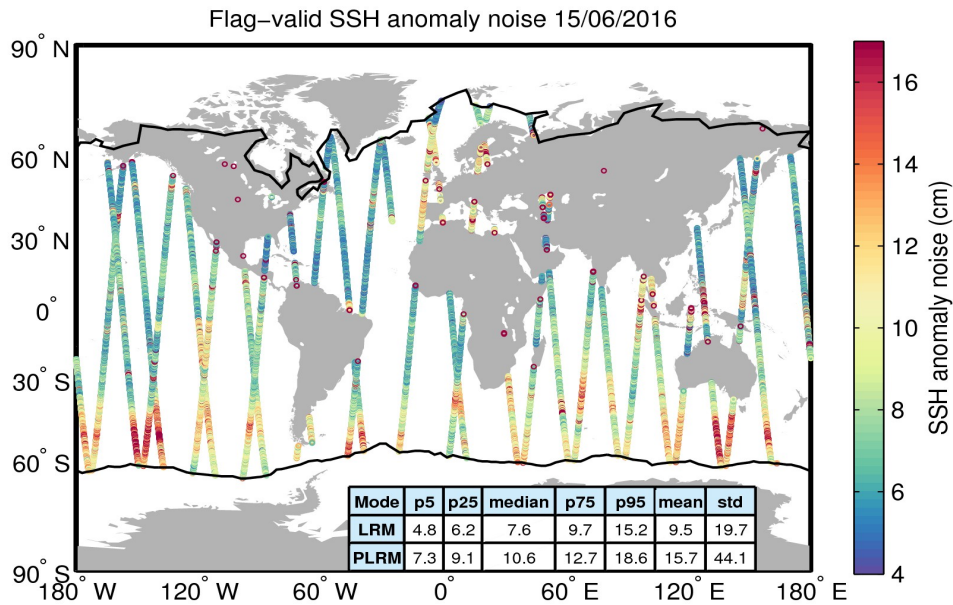 Flag−valid SSH anomaly noise 15/06/2016
90° N
60° N
30° N
0°
30° S
60° S
90° S
180° W
120° W
60° W
0°
60° E
120° E
180° E
Mode p5 p25 median p75 p95 mean std
LRM 4.8 6.2 7.6 9.7 15.2 9.5 19.7
PLRM 7.3 9.1 10.6 12.7 18.6 15.7 44.1
16
14
12
10
8
6
4
SSH anomaly noise (cm)